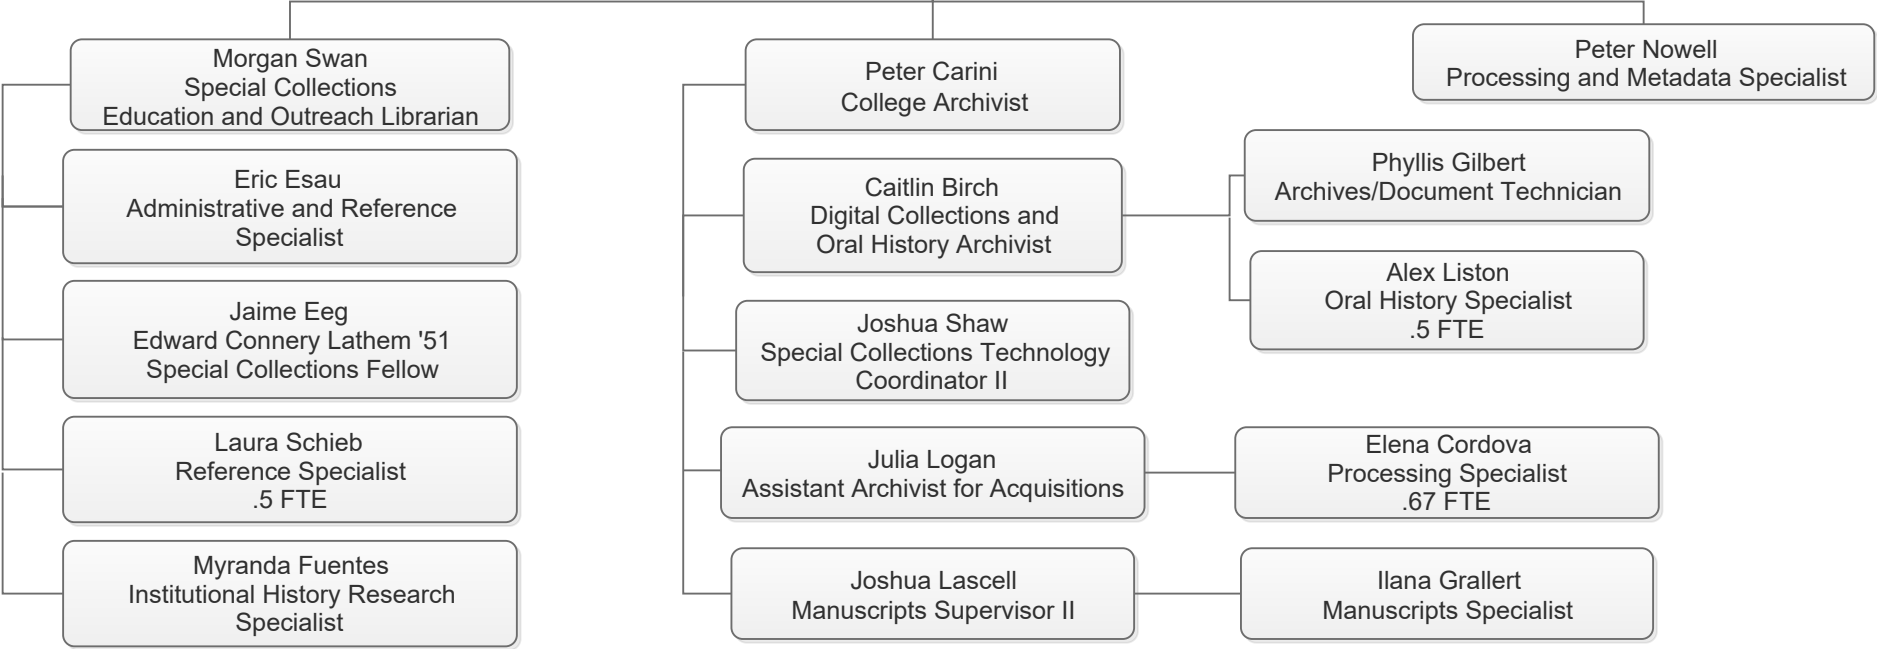 Morgan Swan
Special Collections
Education and Outreach Librarian
Eric Esau
Administrative and Reference
Specialist
Jaime Eeg
Edward Connery Lathem '51
Special Collections Fellow
Laura Schieb
Reference Specialist
.5 FTE
Myranda Fuentes
Institutional History Research
Specialist
Peter Carini
College Archivist
Caitlin Birch
Digital Collections and
Oral History Archivist
Phyllis Gilbert
Archives/Document Technician
Alex Liston
Oral History Specialist
.5 FTE
Joshua Shaw
Special Collections Technology
Coordinator II
Julia Logan
Assistant Archivist for Acquisitions
Elena Cordova
Processing Specialist
.67 FTE
Joshua Lascell
Manuscripts Supervisor II
Ilana Grallert
Manuscripts Specialist
Peter Nowell
Processing and Metadata Specialist